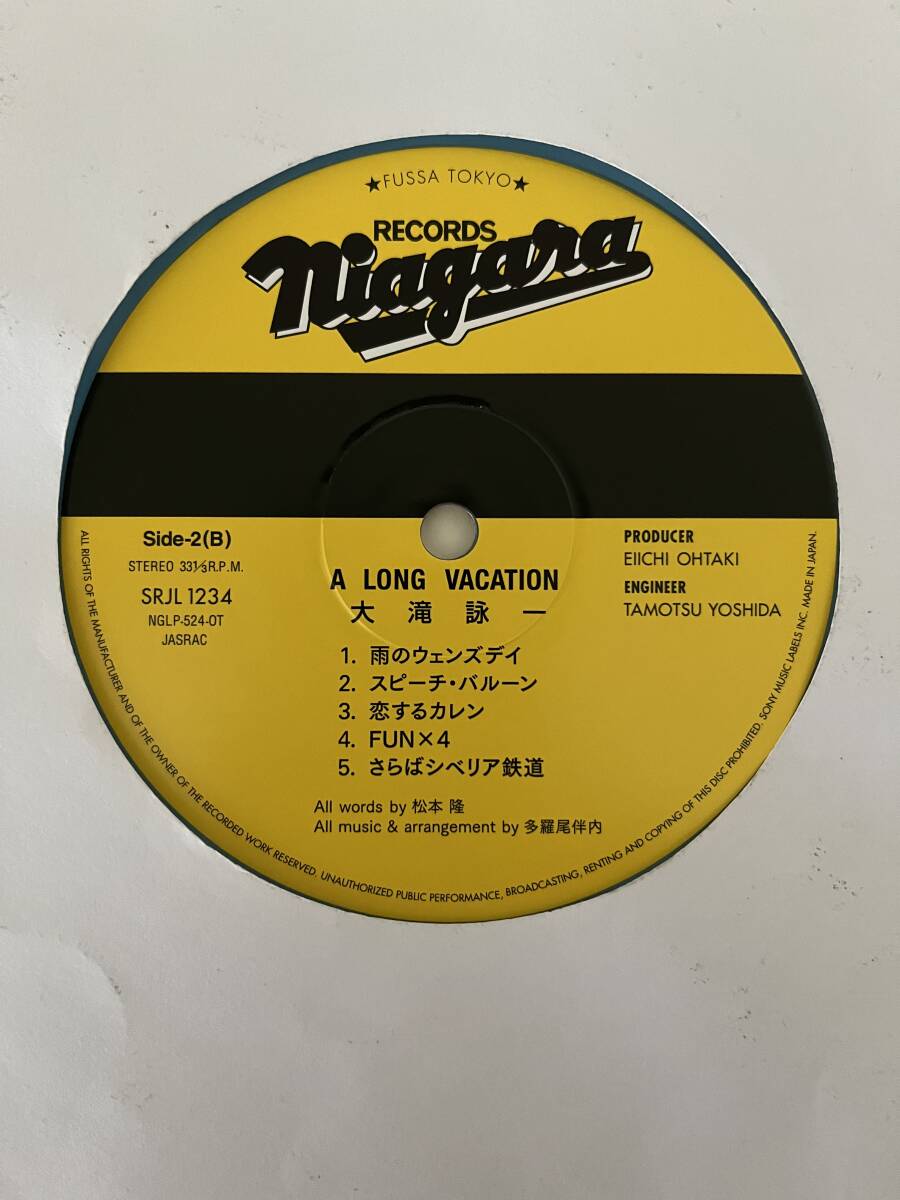 ★FUSSA TOKYO★
RECORDS
Niagara
Side-2(B)
STEREO 33⅓R.P.M.
SRJL 1234
NGLP-524-OT
JASRAC
PRODUCER
EIICHI OHTAKI
ENGINEER
TAMOTSU YOSHIDA
A LONG VACATION
大滝詠一
1. 雨のウェンズデイ
2. スピーチ・バルーン
3. 恋するカレン
4. FUN×4
5. さらばシベリア鉄道
All words by 松本 隆
All music & arrangement by 多羅尾伴内
ALL RIGHTS OF THE MANUFACTURER AND OF THE OWNER OF THE RECORDED WORK RESERVED. UNAUTHORIZED PUBLIC PERFORMANCE, BROADCASTING, RENTING AND COPYING OF THIS DISC PROHIBITED. SONY MUSIC LABELS INC. MADE IN JAPAN.